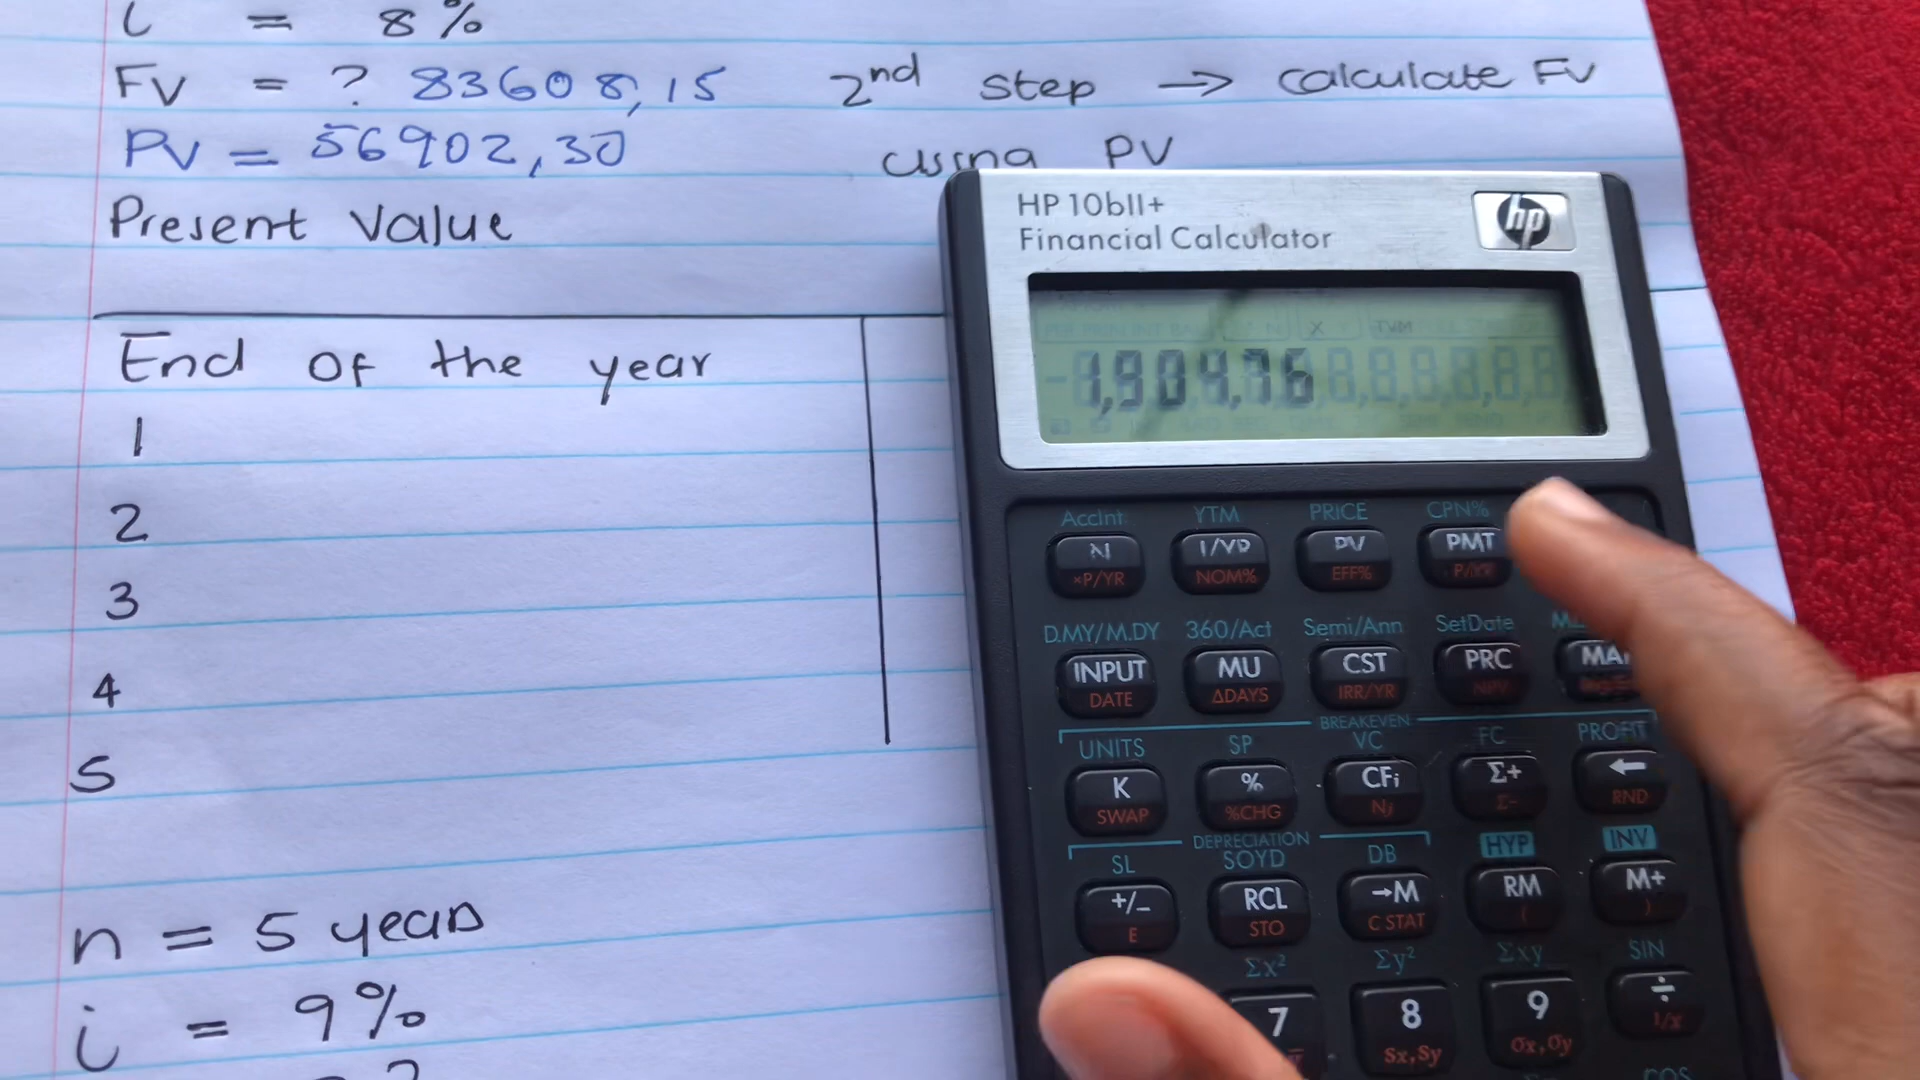 i = 8%
FV = ? 83608,15 2nd step → calculate FV
PV = 56902,30 using PV
Present Value
End of the year
1
2
3
4
5
n = 5 years
i = 9%
?
HP 10bII+
Financial Calculator
hp
1,904.76
AccInt YTM PRICE CPN%
N I/YR PV PMT
×P/YR NOM% EFF% P/YR
D.MY/M.DY 360/Act Semi/Ann SetDate
INPUT MU CST PRC
DATE ΔDAYS IRR/YR NPV
BREAKEVEN
UNITS SP VC FC PROFIT
K % CFj Σ+ ←
SWAP %CHG Nj Σ- RND
DEPRECIATION
SL SOYD DB HYP INV
+/− RCL →M RM M+
E STO C STAT ( )
Σx² Σy² Σxy SIN
7 8 9 ÷
Sx,Sy σx,σy 1/x
COS